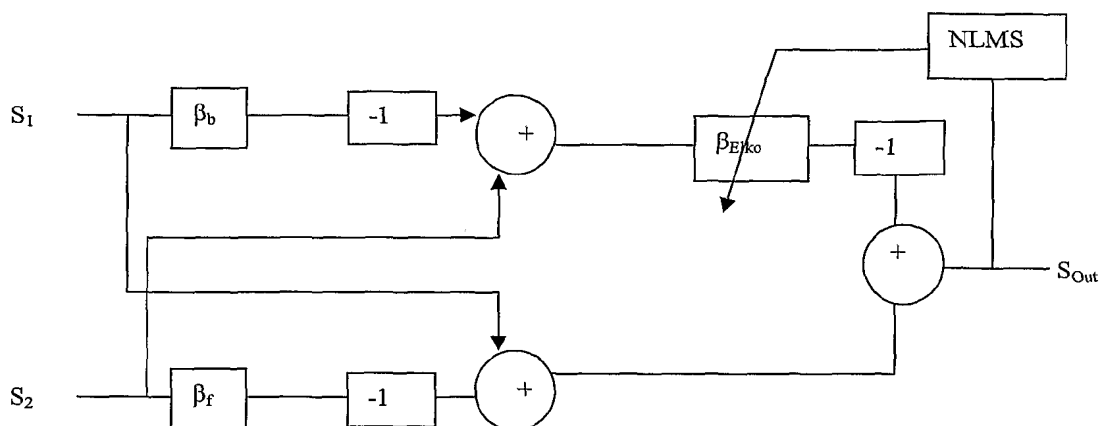 NLMS
S1 βb -1 +
βElko -1
+ SOut
S2 βf -1 +